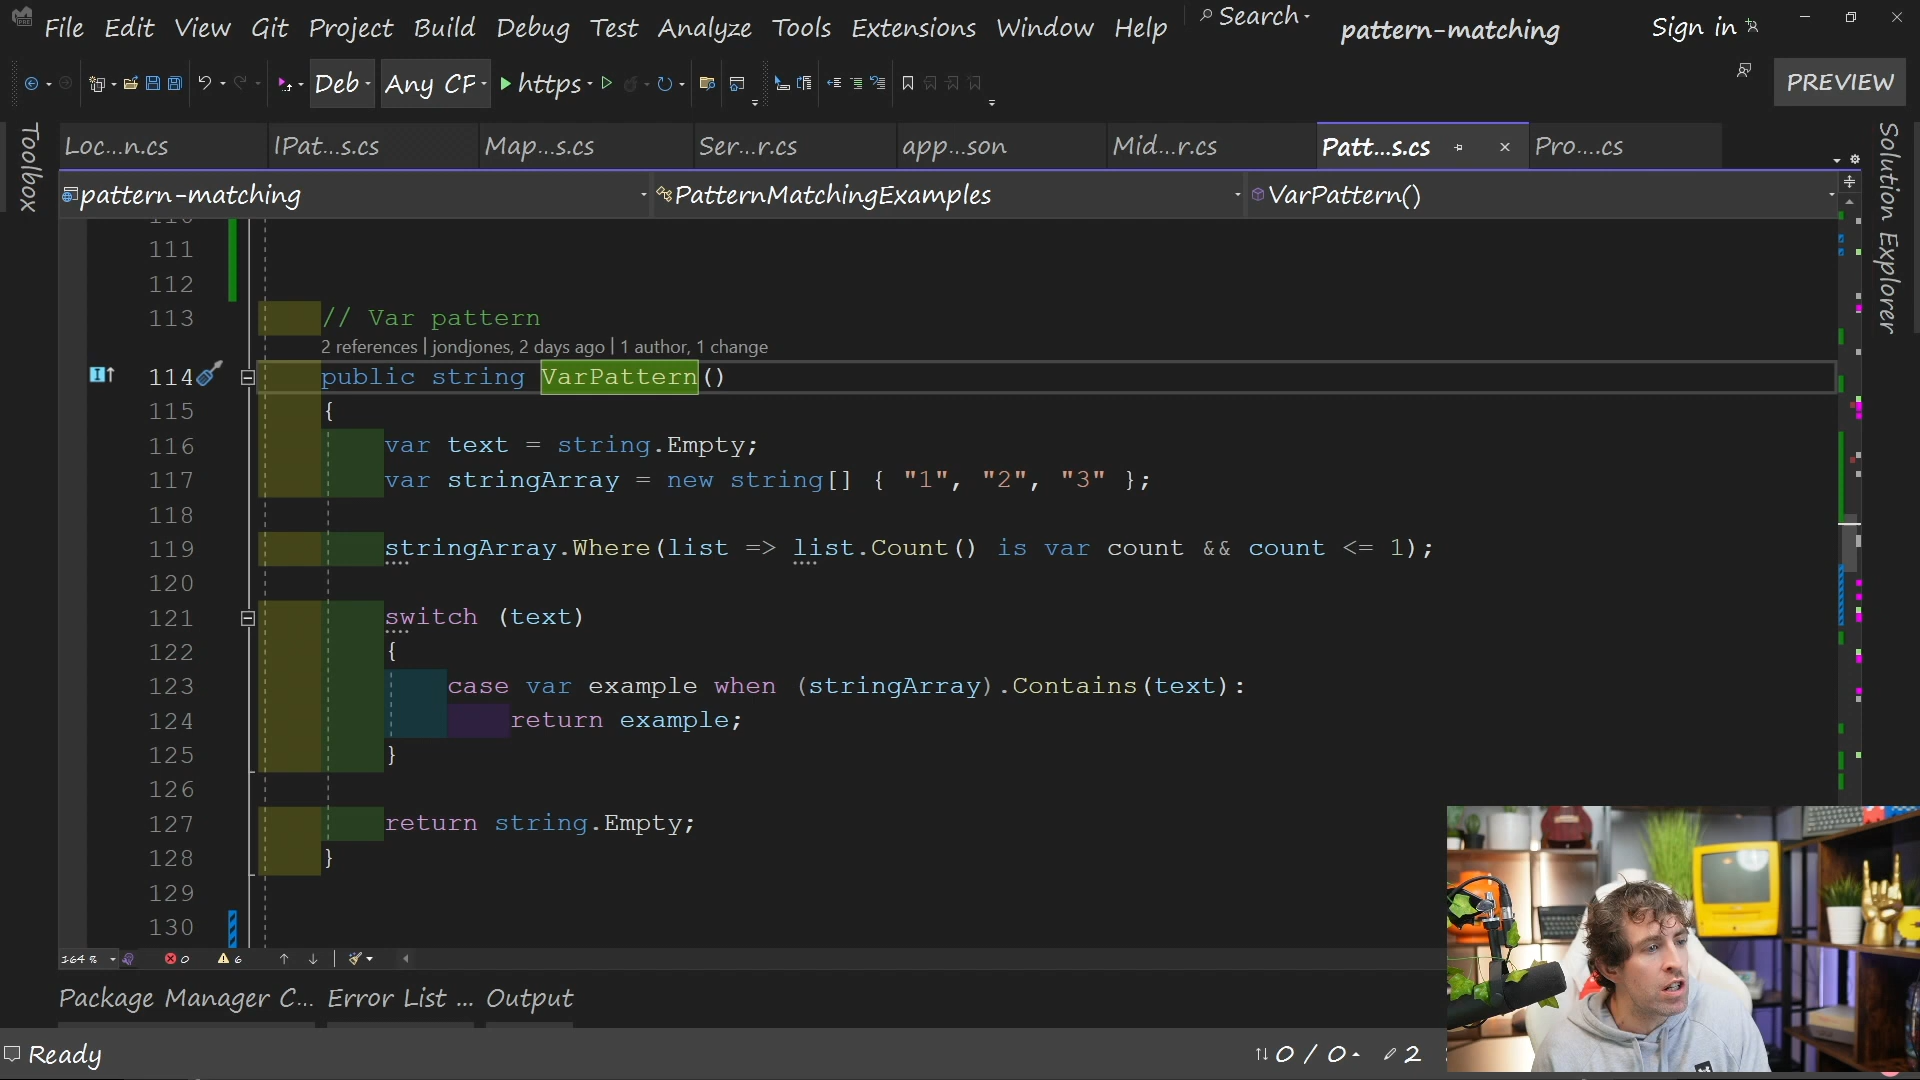 File Edit View Git Project Build Debug Test Analyze Tools Extensions Window Help Search pattern-matching Sign in
Deb Any CF https PREVIEW
Toolbox
Loc...n.cs IPat...s.cs Map...s.cs Ser...r.cs app...son Mid...r.cs Patt...s.cs Pro....cs
Solution Explorer
pattern-matching PatternMatchingExamples VarPattern()
111
112
113 // Var pattern
2 references | jondjones, 2 days ago | 1 author, 1 change
114 public string VarPattern()
115 {
116 var text = string.Empty;
117 var stringArray = new string[] { "1", "2", "3" };
118
119 stringArray.Where(list => list.Count() is var count && count <= 1);
120
121 switch (text)
122 {
123 case var example when (stringArray).Contains(text):
124 return example;
125 }
126
127 return string.Empty;
128 }
129
130
164 % 0 6
Package Manager C... Error List ... Output
Ready 0 / 0 2